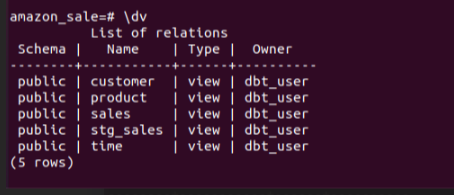 amazon_sale=# \dv
List of relations
Schema | Name | Type | Owner
--------+-----------+------+----------
public | customer | view | dbt_user
public | product | view | dbt_user
public | sales | view | dbt_user
public | stg_sales | view | dbt_user
public | time | view | dbt_user
(5 rows)